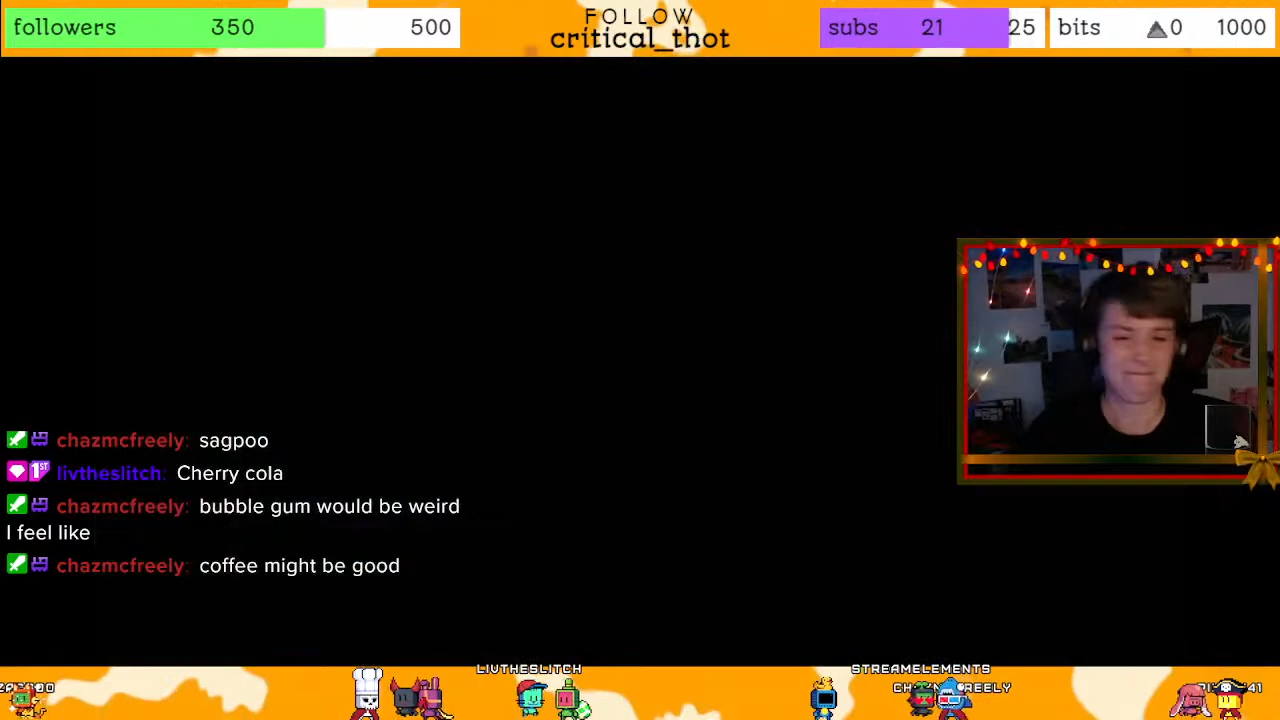 followers 350 500
FOLLOW
critical_thot
subs 21 25
bits 0 1000
chazmcfreely: sagpoo
1ST livtheslitch: Cherry cola
chazmcfreely: bubble gum would be weird
I feel like
chazmcfreely: coffee might be good
LIVTHESLITCH
STREAMELEMENTS